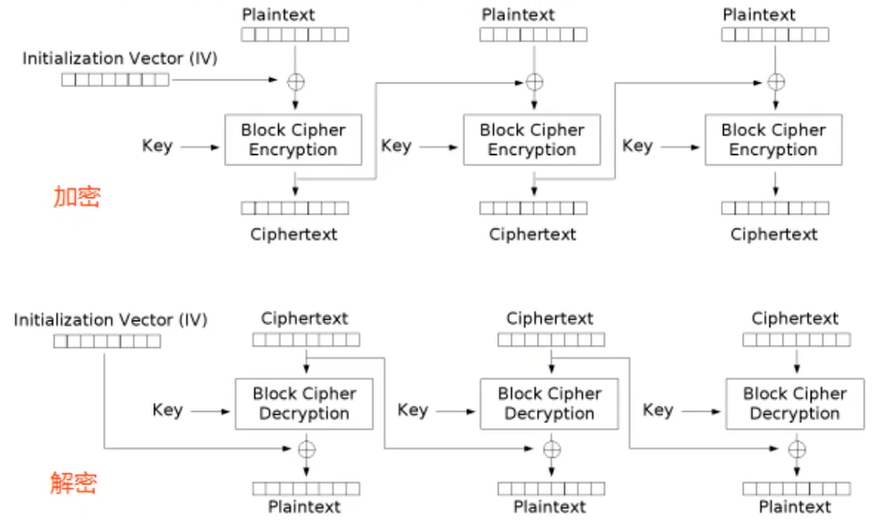 Plaintext Plaintext Plaintext
Initialization Vector (IV)
Block Cipher Block Cipher Block Cipher
Key Key Key
Encryption Encryption Encryption
加密
Ciphertext Ciphertext Ciphertext
Initialization Vector (IV) Ciphertext Ciphertext Ciphertext
Block Cipher Block Cipher Block Cipher
Key Key Key
Decryption Decryption Decryption
解密
Plaintext Plaintext Plaintext